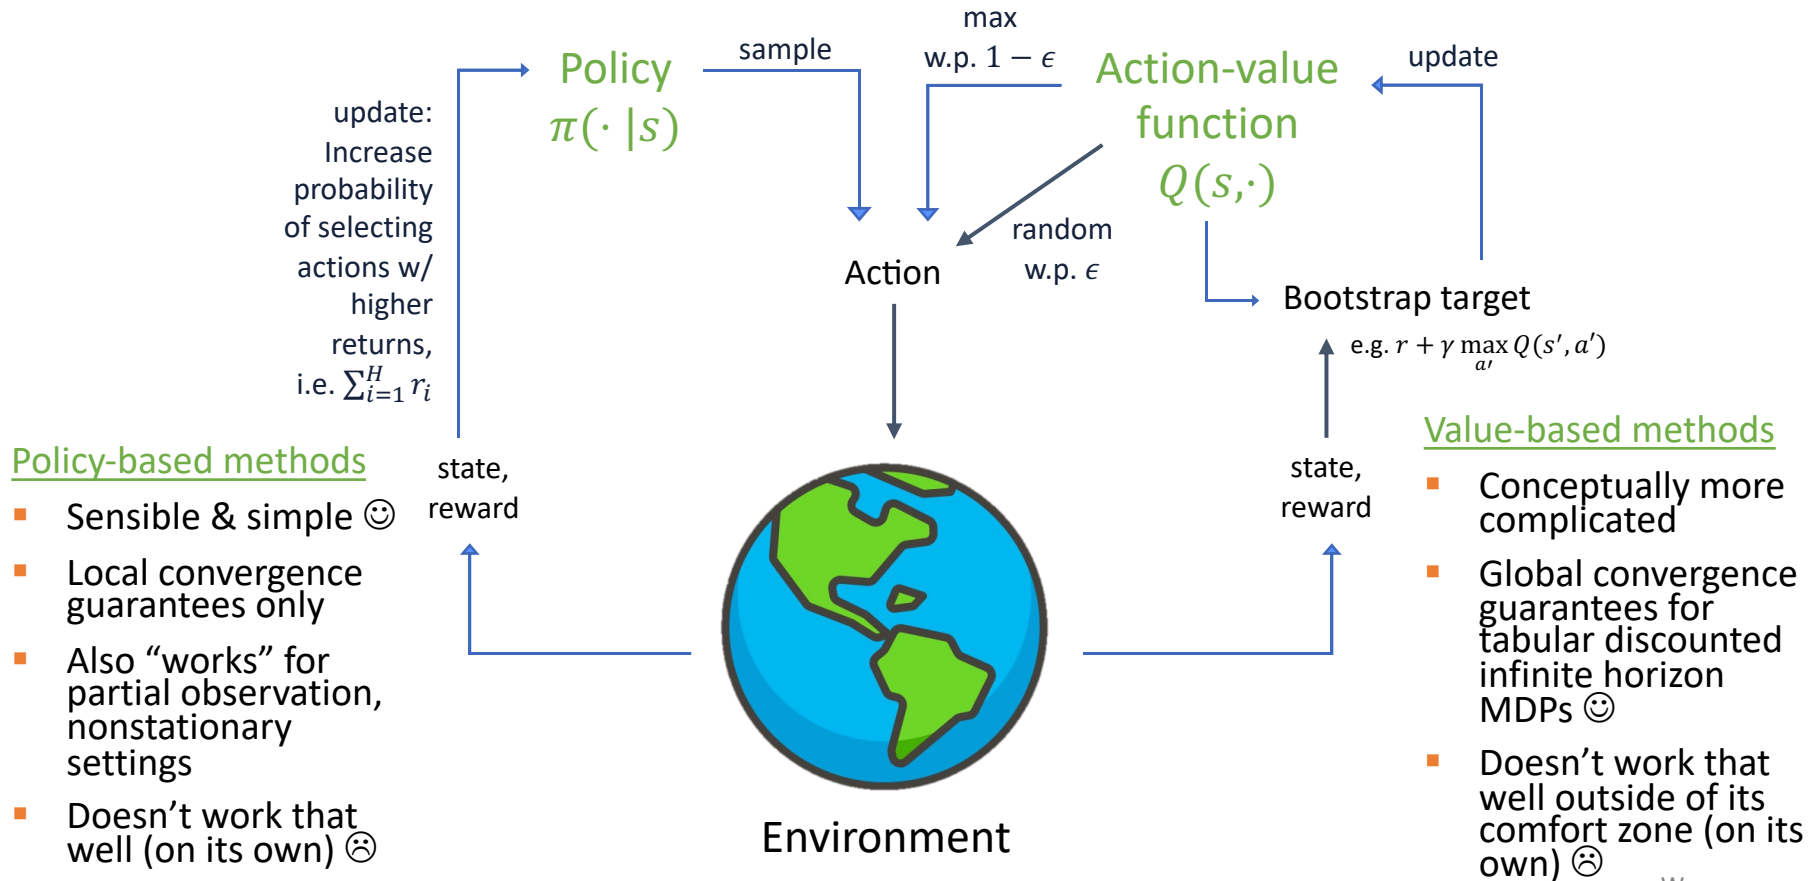 max
sample
w.p. 1 − ϵ
update
Policy
π(· |s)
Action-value
function
Q(s,·)
update:
Increase
probability
of selecting
actions w/
higher
returns,
i.e. ∑_{i=1}^{H} r_i
random
w.p. ϵ
Action
Bootstrap target
e.g. r + γ max_{a'} Q(s', a')
Policy-based methods
▪ Sensible & simple ☺
▪ Local convergence
guarantees only
▪ Also “works” for
partial observation,
nonstationary
settings
▪ Doesn’t work that
well (on its own) ☹
state,
reward
state,
reward
Environment
Value-based methods
▪ Conceptually more
complicated
▪ Global convergence
guarantees for
tabular discounted
infinite horizon
MDPs ☺
▪ Doesn’t work that
well outside of its
comfort zone (on its
own) ☹